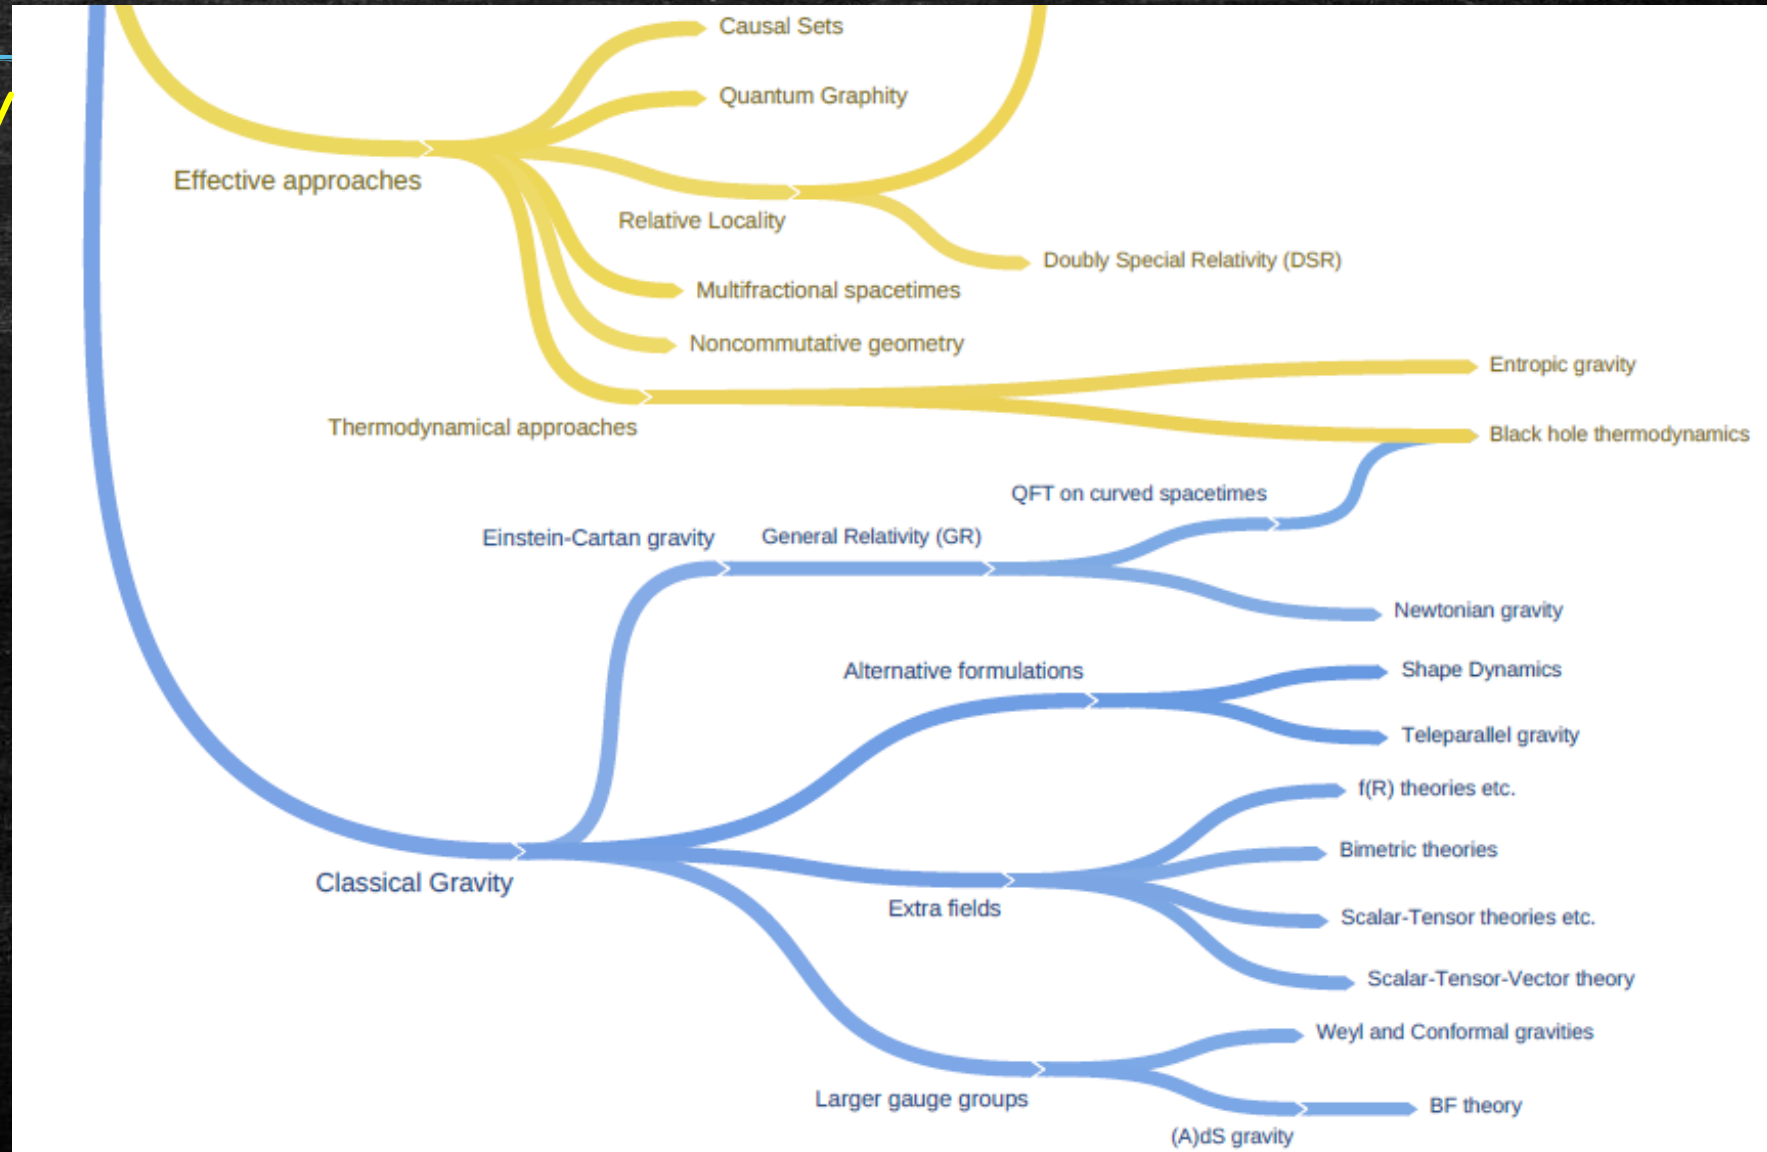 Causal Sets
Quantum Graphity
Effective approaches
Relative Locality
Doubly Special Relativity (DSR)
Multifractional spacetimes
Noncommutative geometry
Entropic gravity
Thermodynamical approaches
Black hole thermodynamics
QFT on curved spacetimes
Einstein-Cartan gravity
General Relativity (GR)
Newtonian gravity
Alternative formulations
Shape Dynamics
Teleparallel gravity
f(R) theories etc.
Bimetric theories
Classical Gravity
Extra fields
Scalar-Tensor theories etc.
Scalar-Tensor-Vector theory
Weyl and Conformal gravities
Larger gauge groups
BF theory
(A)dS gravity